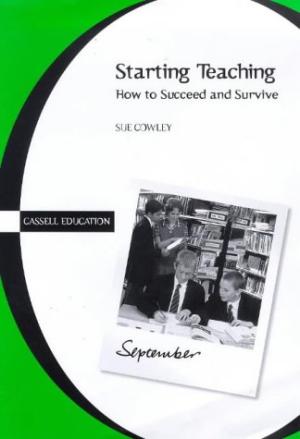 Starting Teaching
How to Succeed and Survive
SUE COWLEY
CASSELL EDUCATION
September